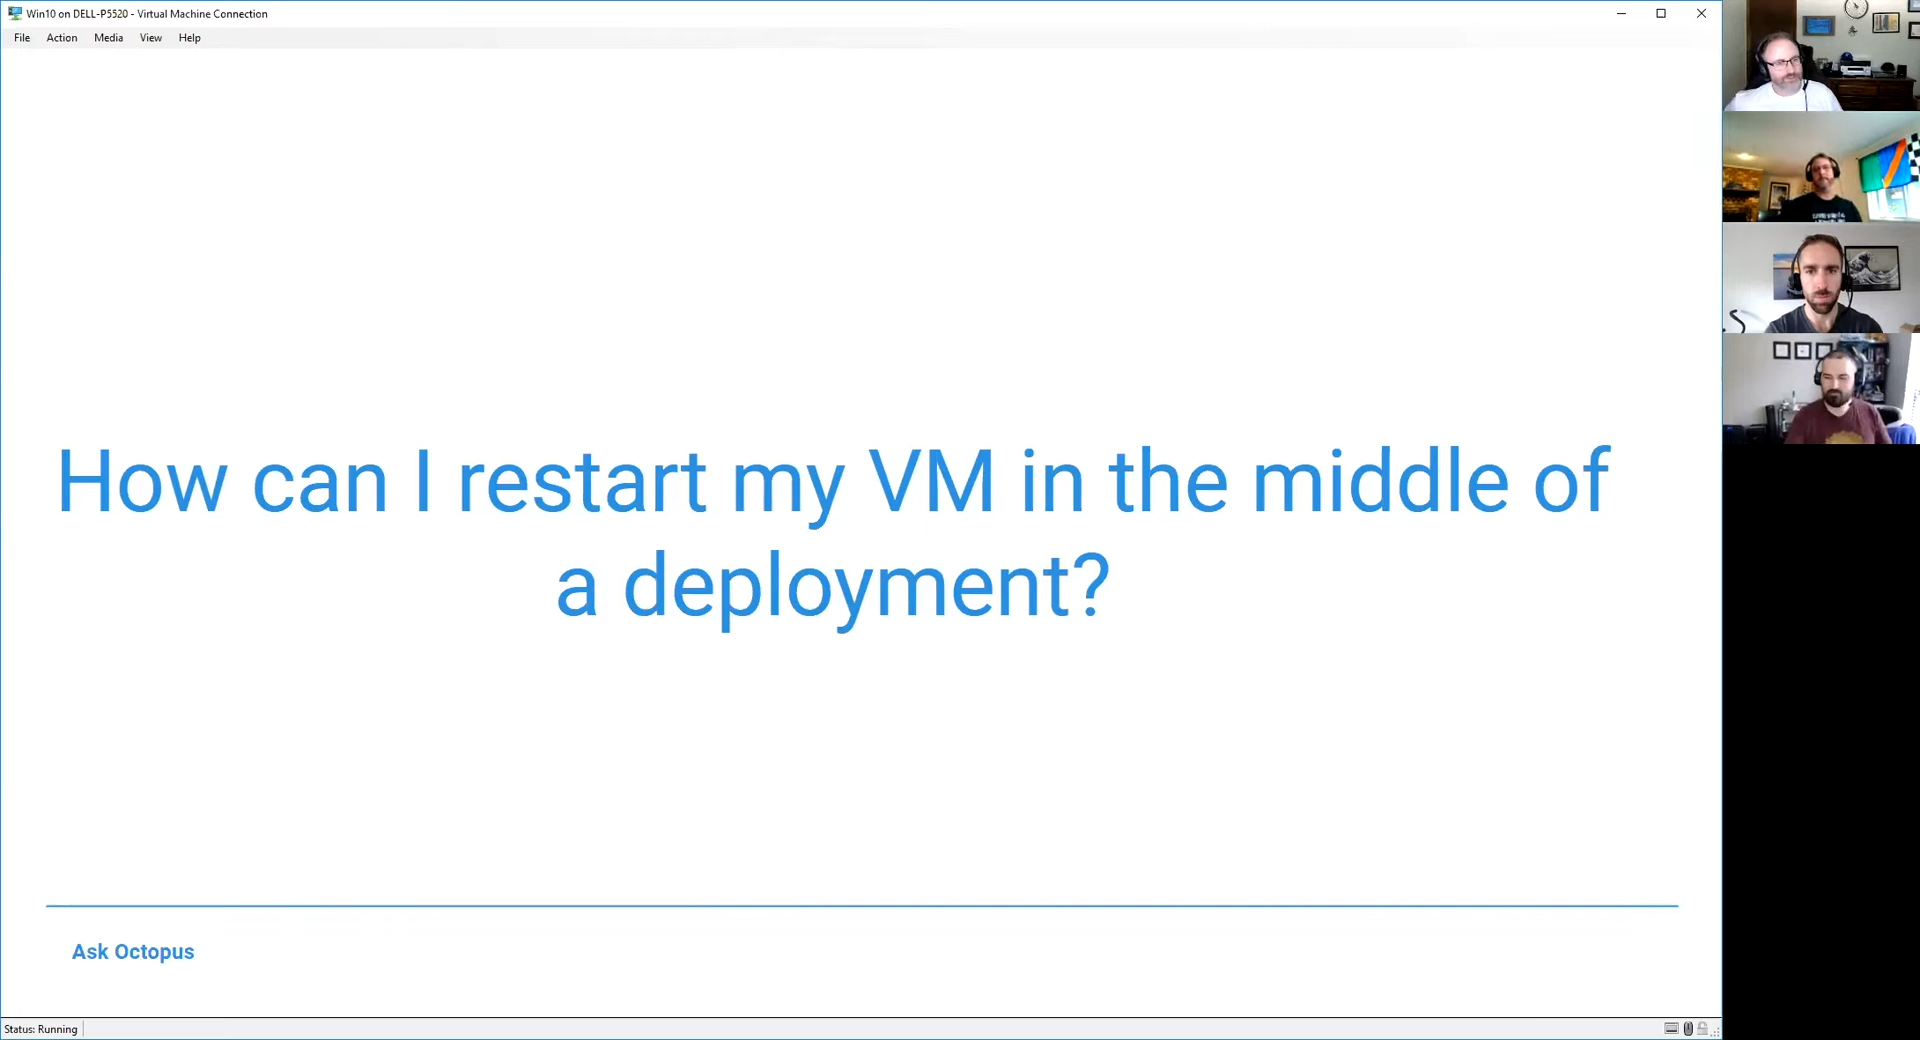 Win10 on DELL-P5520 - Virtual Machine Connection
File Action Media View Help
How can I restart my VM in the middle of
a deployment?
Ask Octopus
Status: Running